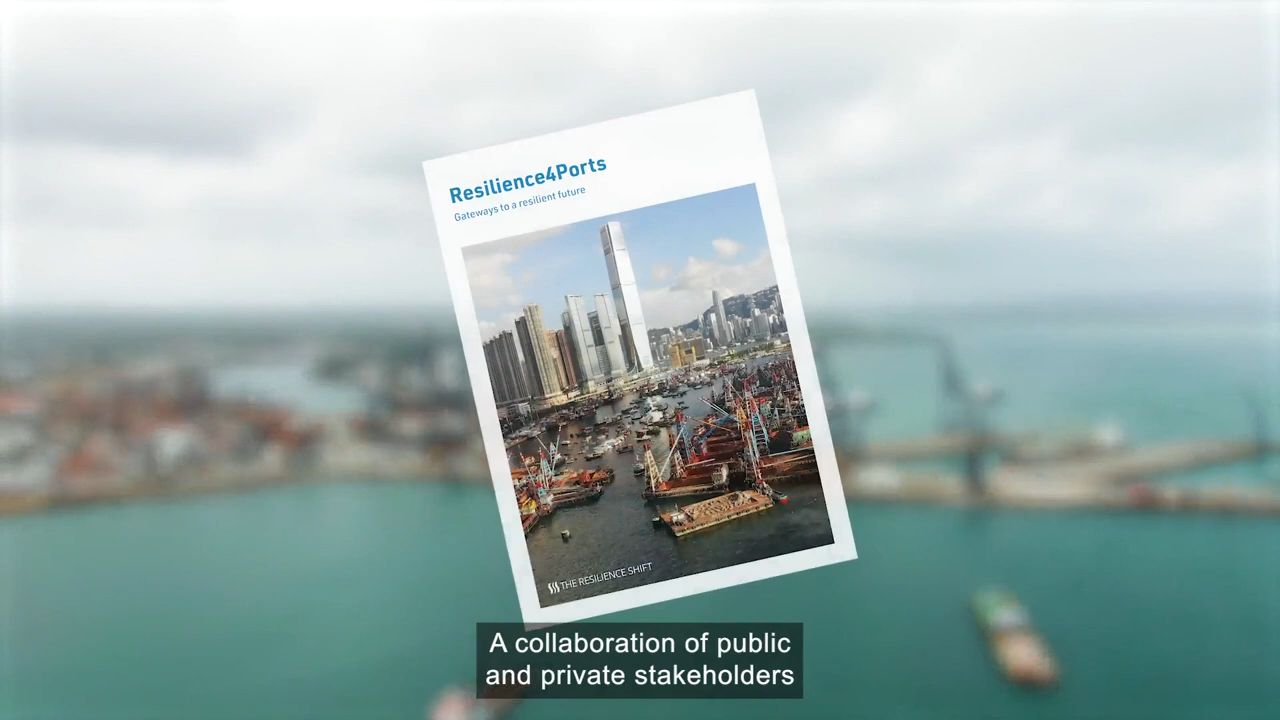 Resilience4Ports
Gateways to a resilient future
THE RESILIENCE SHIFT
A collaboration of public
and private stakeholders